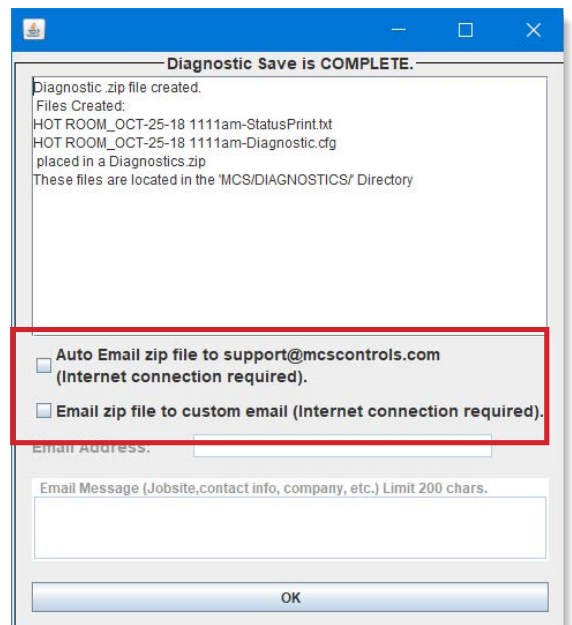 Diagnostic Save is COMPLETE.
Diagnostic .zip file created.
Files Created:
HOT ROOM_OCT-25-18 1111am-StatusPrint.txt
HOT ROOM_OCT-25-18 1111am-Diagnostic.cfg
placed in a Diagnostics.zip
These files are located in the 'MCS/DIAGNOSTICS/' Directory
Auto Email zip file to support@mcscontrols.com
(Internet connection required).
Email zip file to custom email (Internet connection required).
Email Address:
Email Message (Jobsite,contact info, company, etc.) Limit 200 chars.
OK